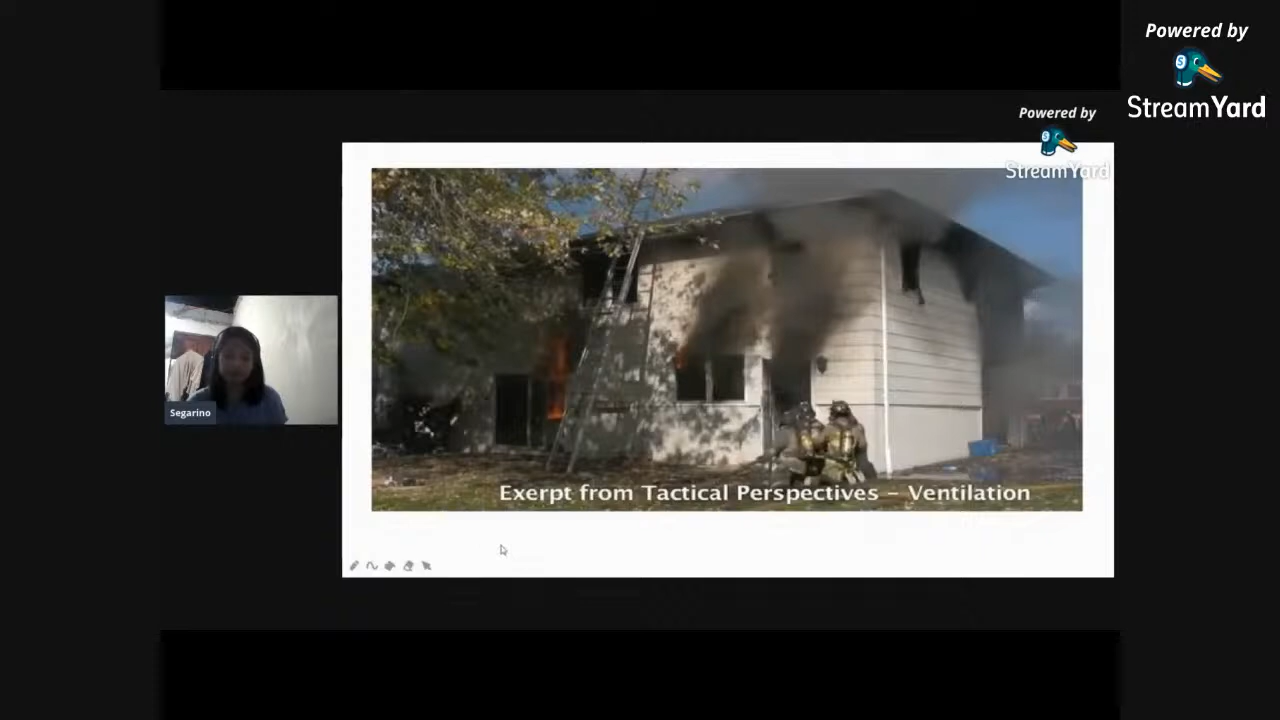 Powered by
StreamYard
Powered by
StreamYard
Segarino
Exerpt from Tactical Perspectives - Ventilation